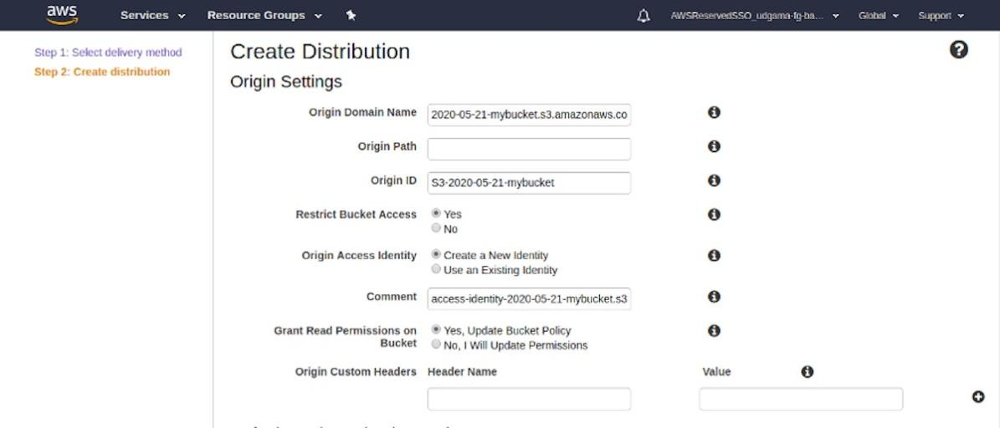 aws Services Resource Groups AWSReservedSSO_udgama-fg-ba... Global Support
Step 1: Select delivery method
Step 2: Create distribution
Create Distribution
Origin Settings
Origin Domain Name 2020-05-21-mybucket.s3.amazonaws.co
Origin Path
Origin ID S3-2020-05-21-mybucket
Restrict Bucket Access Yes
No
Origin Access Identity Create a New Identity
Use an Existing Identity
Comment access-identity-2020-05-21-mybucket.s3
Grant Read Permissions on Bucket Yes, Update Bucket Policy
No, I Will Update Permissions
Origin Custom Headers Header Name Value